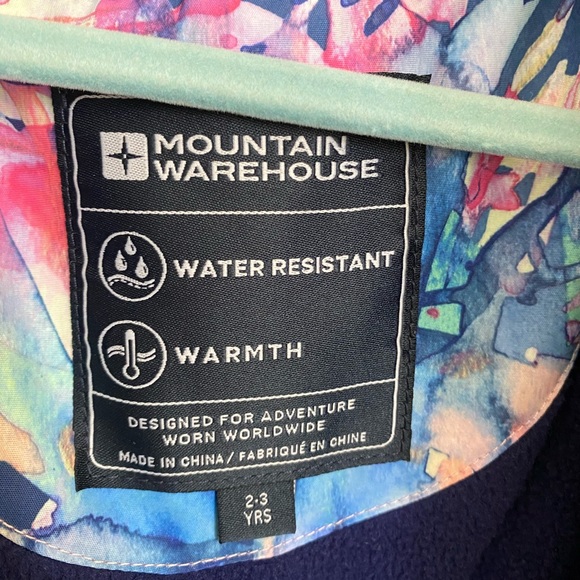 MOUNTAIN
WAREHOUSE
WATER RESISTANT
WARMTH
DESIGNED FOR ADVENTURE
WORN WORLDWIDE
MADE IN CHINA / FABRIQUÉ EN CHINE
2-3
YRS